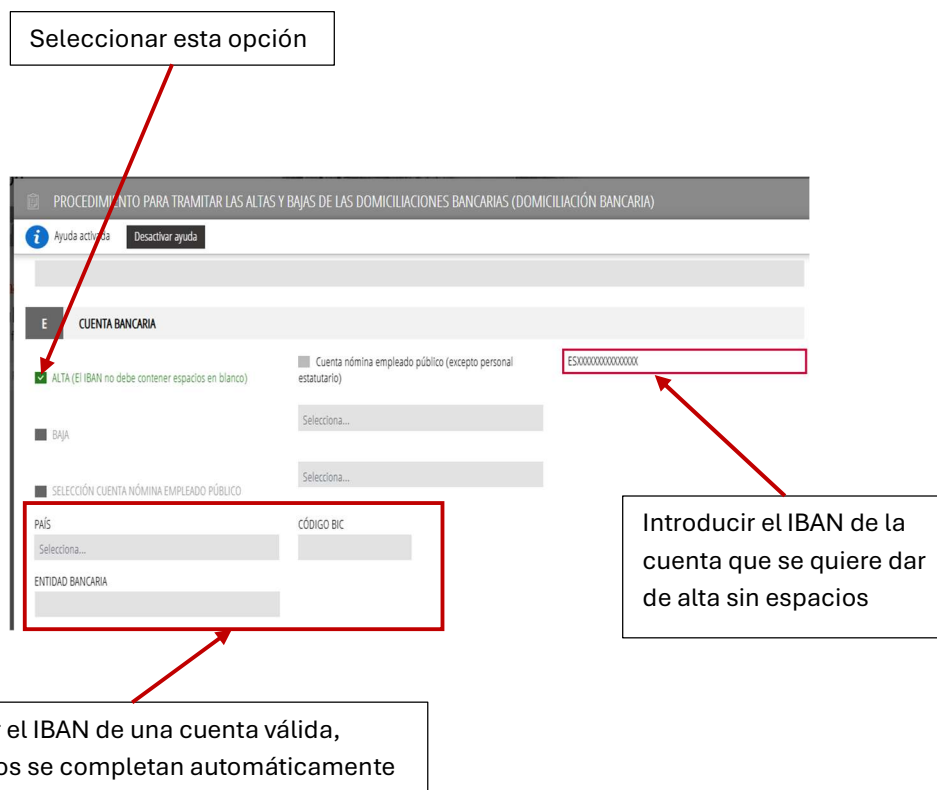 Seleccionar esta opción
PROCEDIMIENTO PARA TRAMITAR LAS ALTAS Y BAJAS DE LAS DOMICILIACIONES BANCARIAS (DOMICILIACIÓN BANCARIA)
i Ayuda activada Desactivar ayuda
E CUENTA BANCARIA
ALTA (El IBAN no debe contener espacios en blanco)
Cuenta nómina empleado público (excepto personal
estatutario)
ESXXXXXXXXXXXXXXX
Selecciona...
BAJA
Selecciona...
SELECCIÓN CUENTA NÓMINA EMPLEADO PÚBLICO
PAÍS CÓDIGO BIC
Selecciona...
ENTIDAD BANCARIA
Introducir el IBAN de la
cuenta que se quiere dar
de alta sin espacios
el IBAN de una cuenta válida,
se completan automáticamente